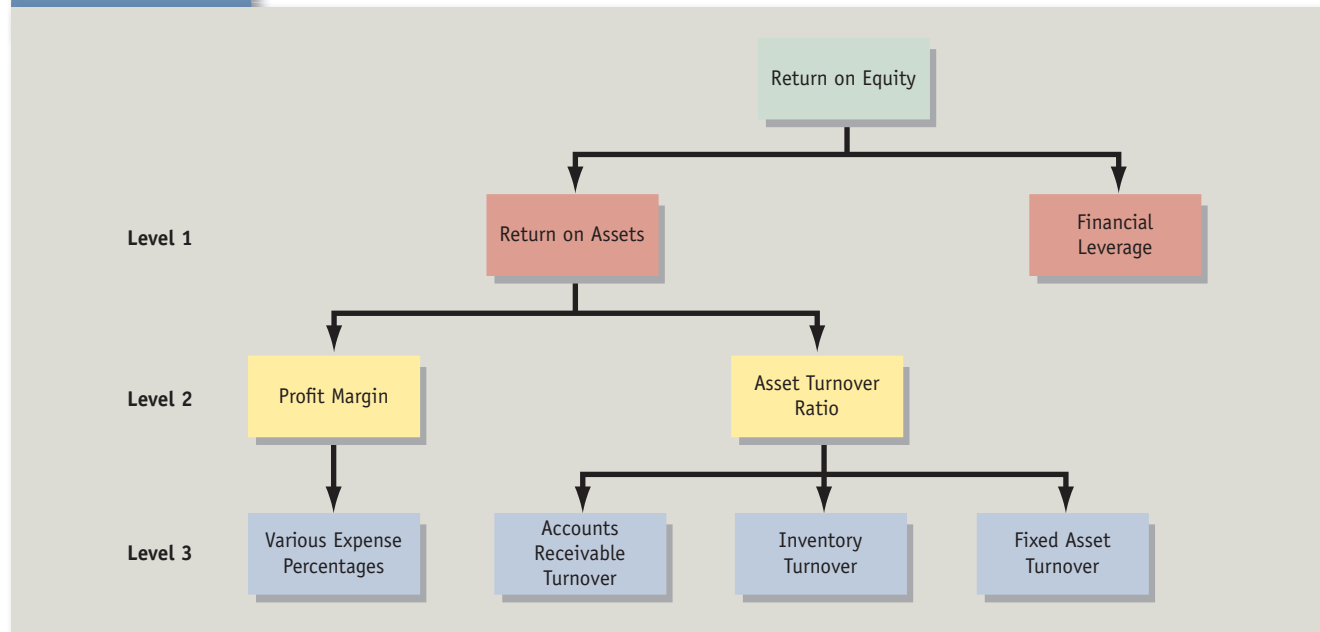 Return on Equity
Level 1
Return on Assets
Financial
Leverage
Level 2
Profit Margin
Asset Turnover
Ratio
Level 3
Various Expense
Percentages
Accounts
Receivable
Turnover
Inventory
Turnover
Fixed Asset
Turnover